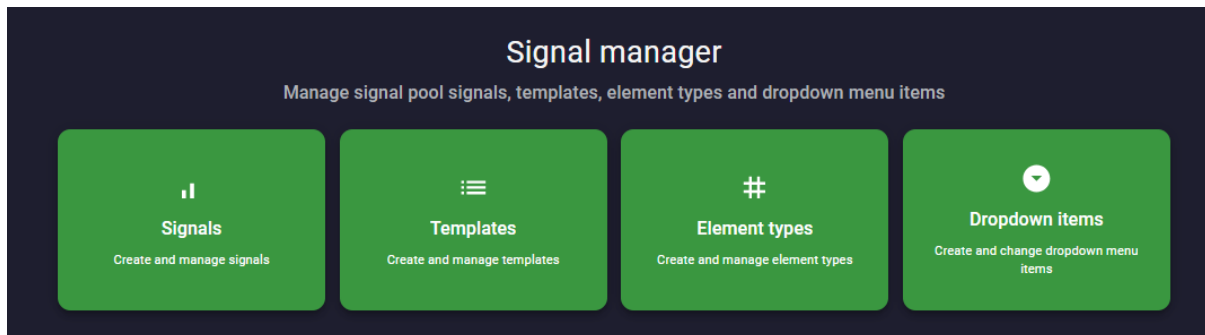 Signal manager
Manage signal pool signals, templates, element types and dropdown menu items
Signals
Create and manage signals
Templates
Create and manage templates
Element types
Create and manage element types
Dropdown items
Create and change dropdown menu
items